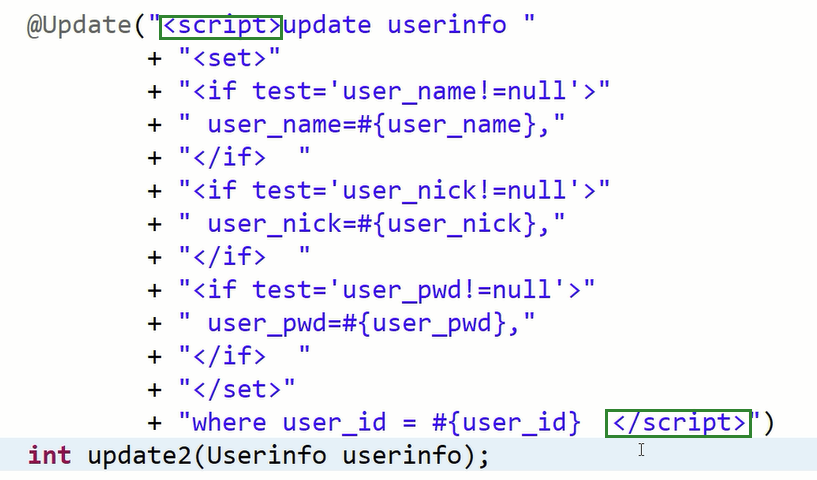 @Update("<script>update userinfo "
+ "<set>"
+ "<if test='user_name!=null'>"
+ " user_name=#{user_name},"
+ "</if>  "
+ "<if test='user_nick!=null'>"
+ " user_nick=#{user_nick},"
+ "</if>  "
+ "<if test='user_pwd!=null'>"
+ " user_pwd=#{user_pwd},"
+ "</if>  "
+ "</set>"
+ "where user_id = #{user_id}  </script>")
int update2(Userinfo userinfo);